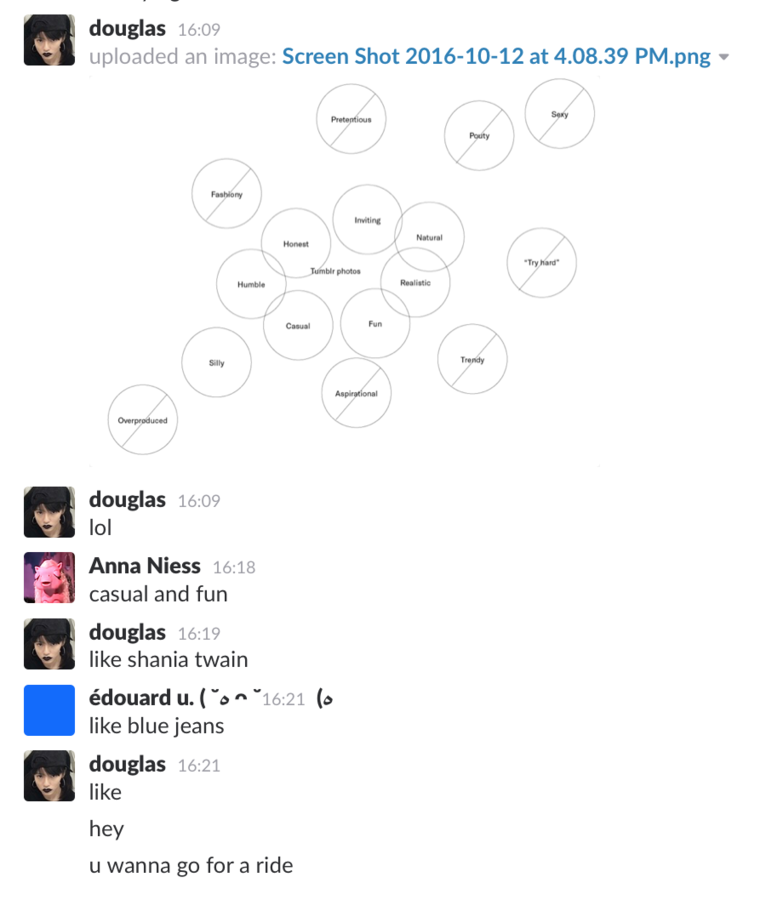 douglas 16:09
uploaded an image: Screen Shot 2016-10-12 at 4.08.39 PM.png
Pretentious
Sexy
Pouty
Fashiony
Inviting
Natural
Honest
"Try hard"
Tumblr photos
Humble
Realistic
Casual
Fun
Silly
Trendy
Aspirational
Overproduced
douglas 16:09
lol
Anna Niess 16:18
casual and fun
douglas 16:19
like shania twain
édouard u. 16:21
like blue jeans
douglas 16:21
like
hey
u wanna go for a ride